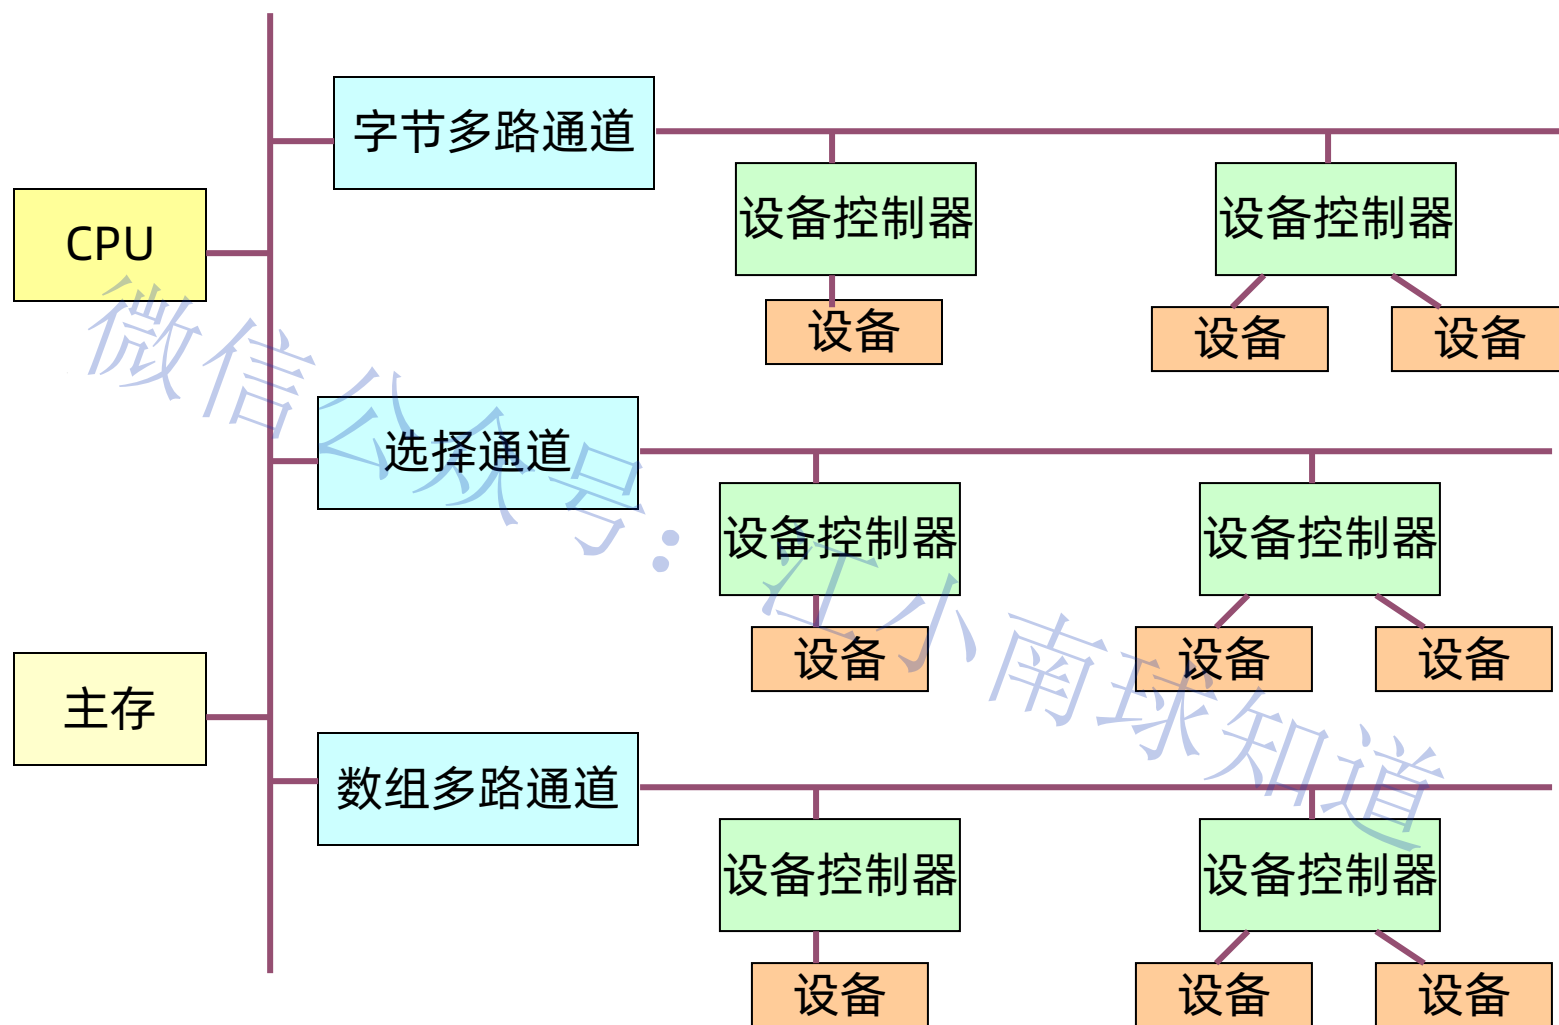 字节多路通道
CPU
设备控制器
设备控制器
设备
设备
设备
选择通道
设备控制器
设备控制器
设备
设备
设备
主存
数组多路通道
设备控制器
设备控制器
设备
设备
设备
微信公众号：江小南球知道